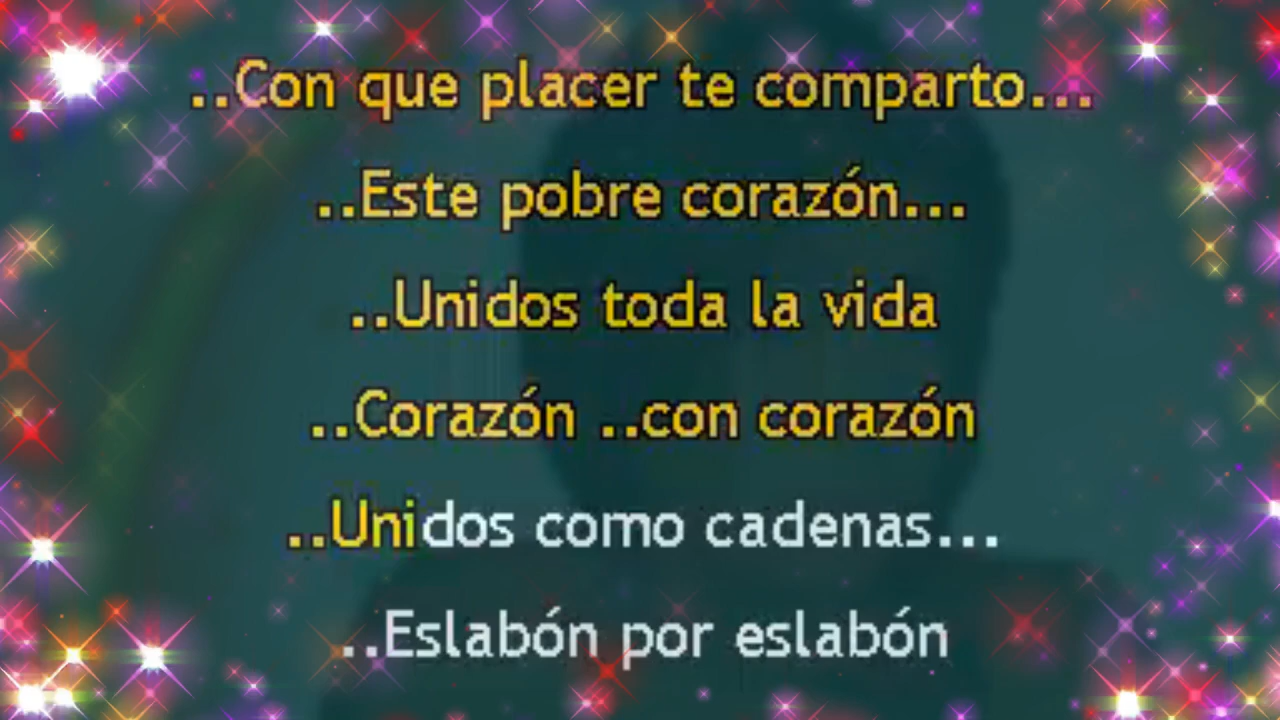 ..Con que placer te comparto...
..Este pobre corazón...
..Unidos toda la vida
..Corazón ..con corazón
..Unidos como cadenas...
..Eslabón por eslabón